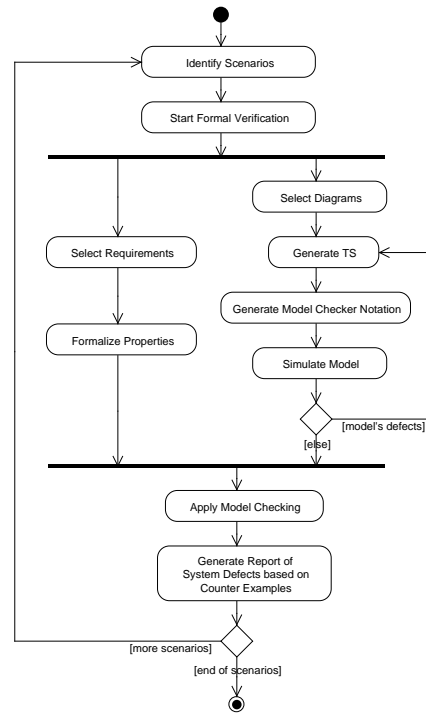 Identify Scenarios
Start Formal Verification
Select Diagrams
Select Requirements
Generate TS
Generate Model Checker Notation
Formalize Properties
Simulate Model
[model's defects]
[else]
Apply Model Checking
Generate Report of
System Defects based on
Counter Examples
[more scenarios]
[end of scenarios]